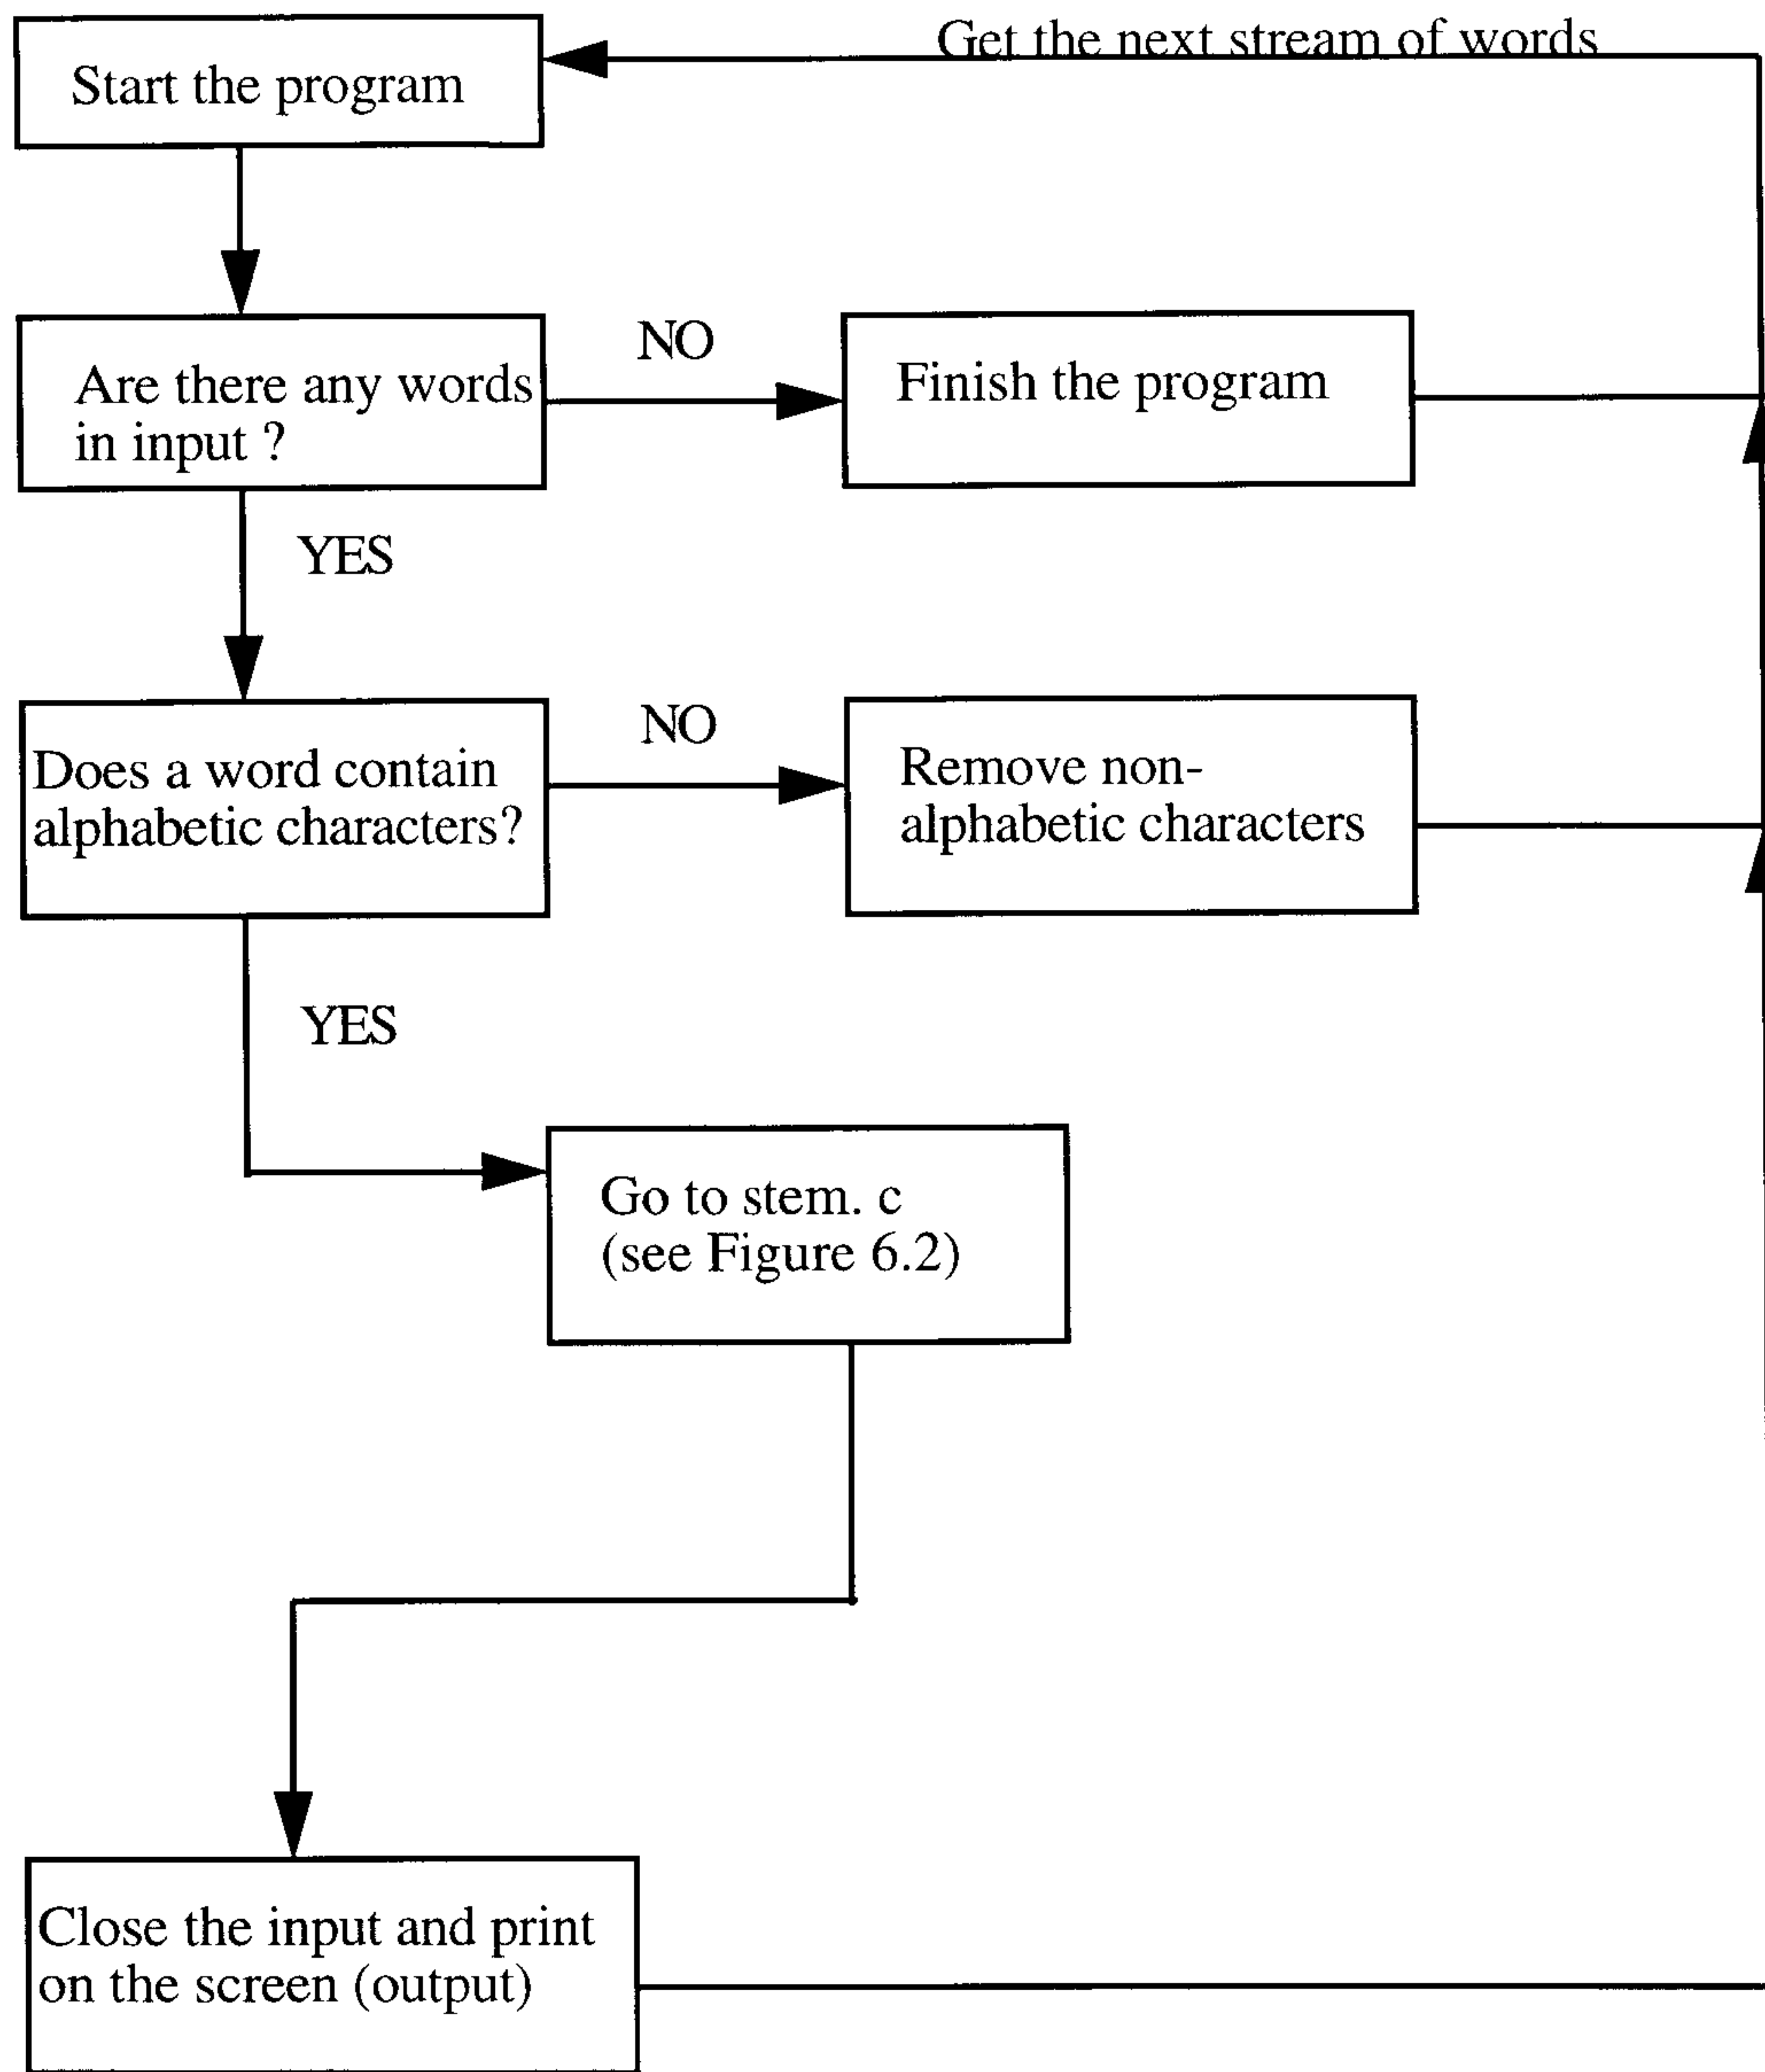 Get the next stream of words
Start the program
Are there any words
in input ?
NO
Finish the program
YES
Does a word contain
alphabetic characters?
NO
Remove non-
alphabetic characters
YES
Go to stem. c
(see Figure 6.2)
Close the input and print
on the screen (output)